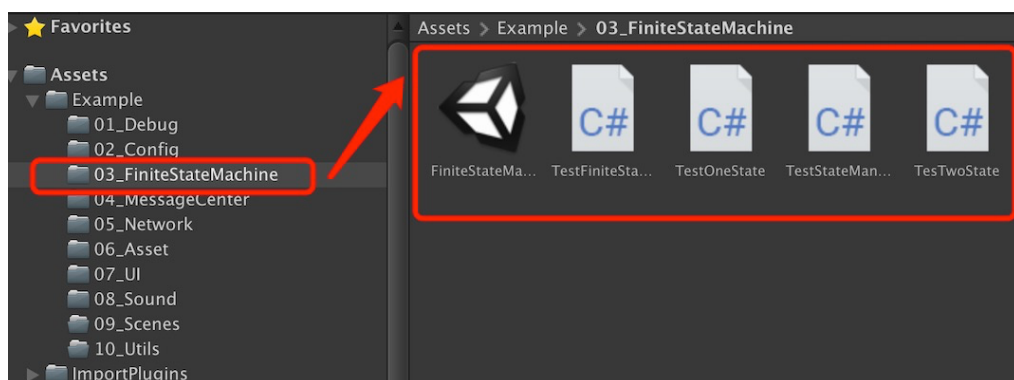 Favorites
Assets
Example
01_Debug
02_Config
03_FiniteStateMachine
04_MessageCenter
05_Network
06_Asset
07_UI
08_Sound
09_Scenes
10_Utils
ImportPlugins
Assets > Example > 03_FiniteStateMachine
C# C# C# C#
FiniteStateMa... TestFiniteSta... TestOneState TestStateMan... TesTwoState